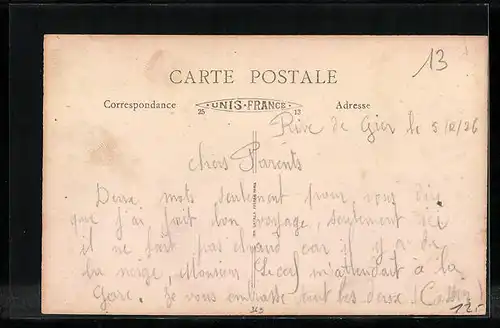 13
CARTE POSTALE
Correspondance UNIS-FRANCE Adresse
25 13
Rive de Gier le 5/12/26
chers Parents
Deux mots seulement pour vous dire
que j'ai fait bon voyage, seulement ici
il ne fait pas chaud car il y a de
la neige, Monsieur m'attendait à la
Gare. Je vous embrasse tout les deux
369
12.-